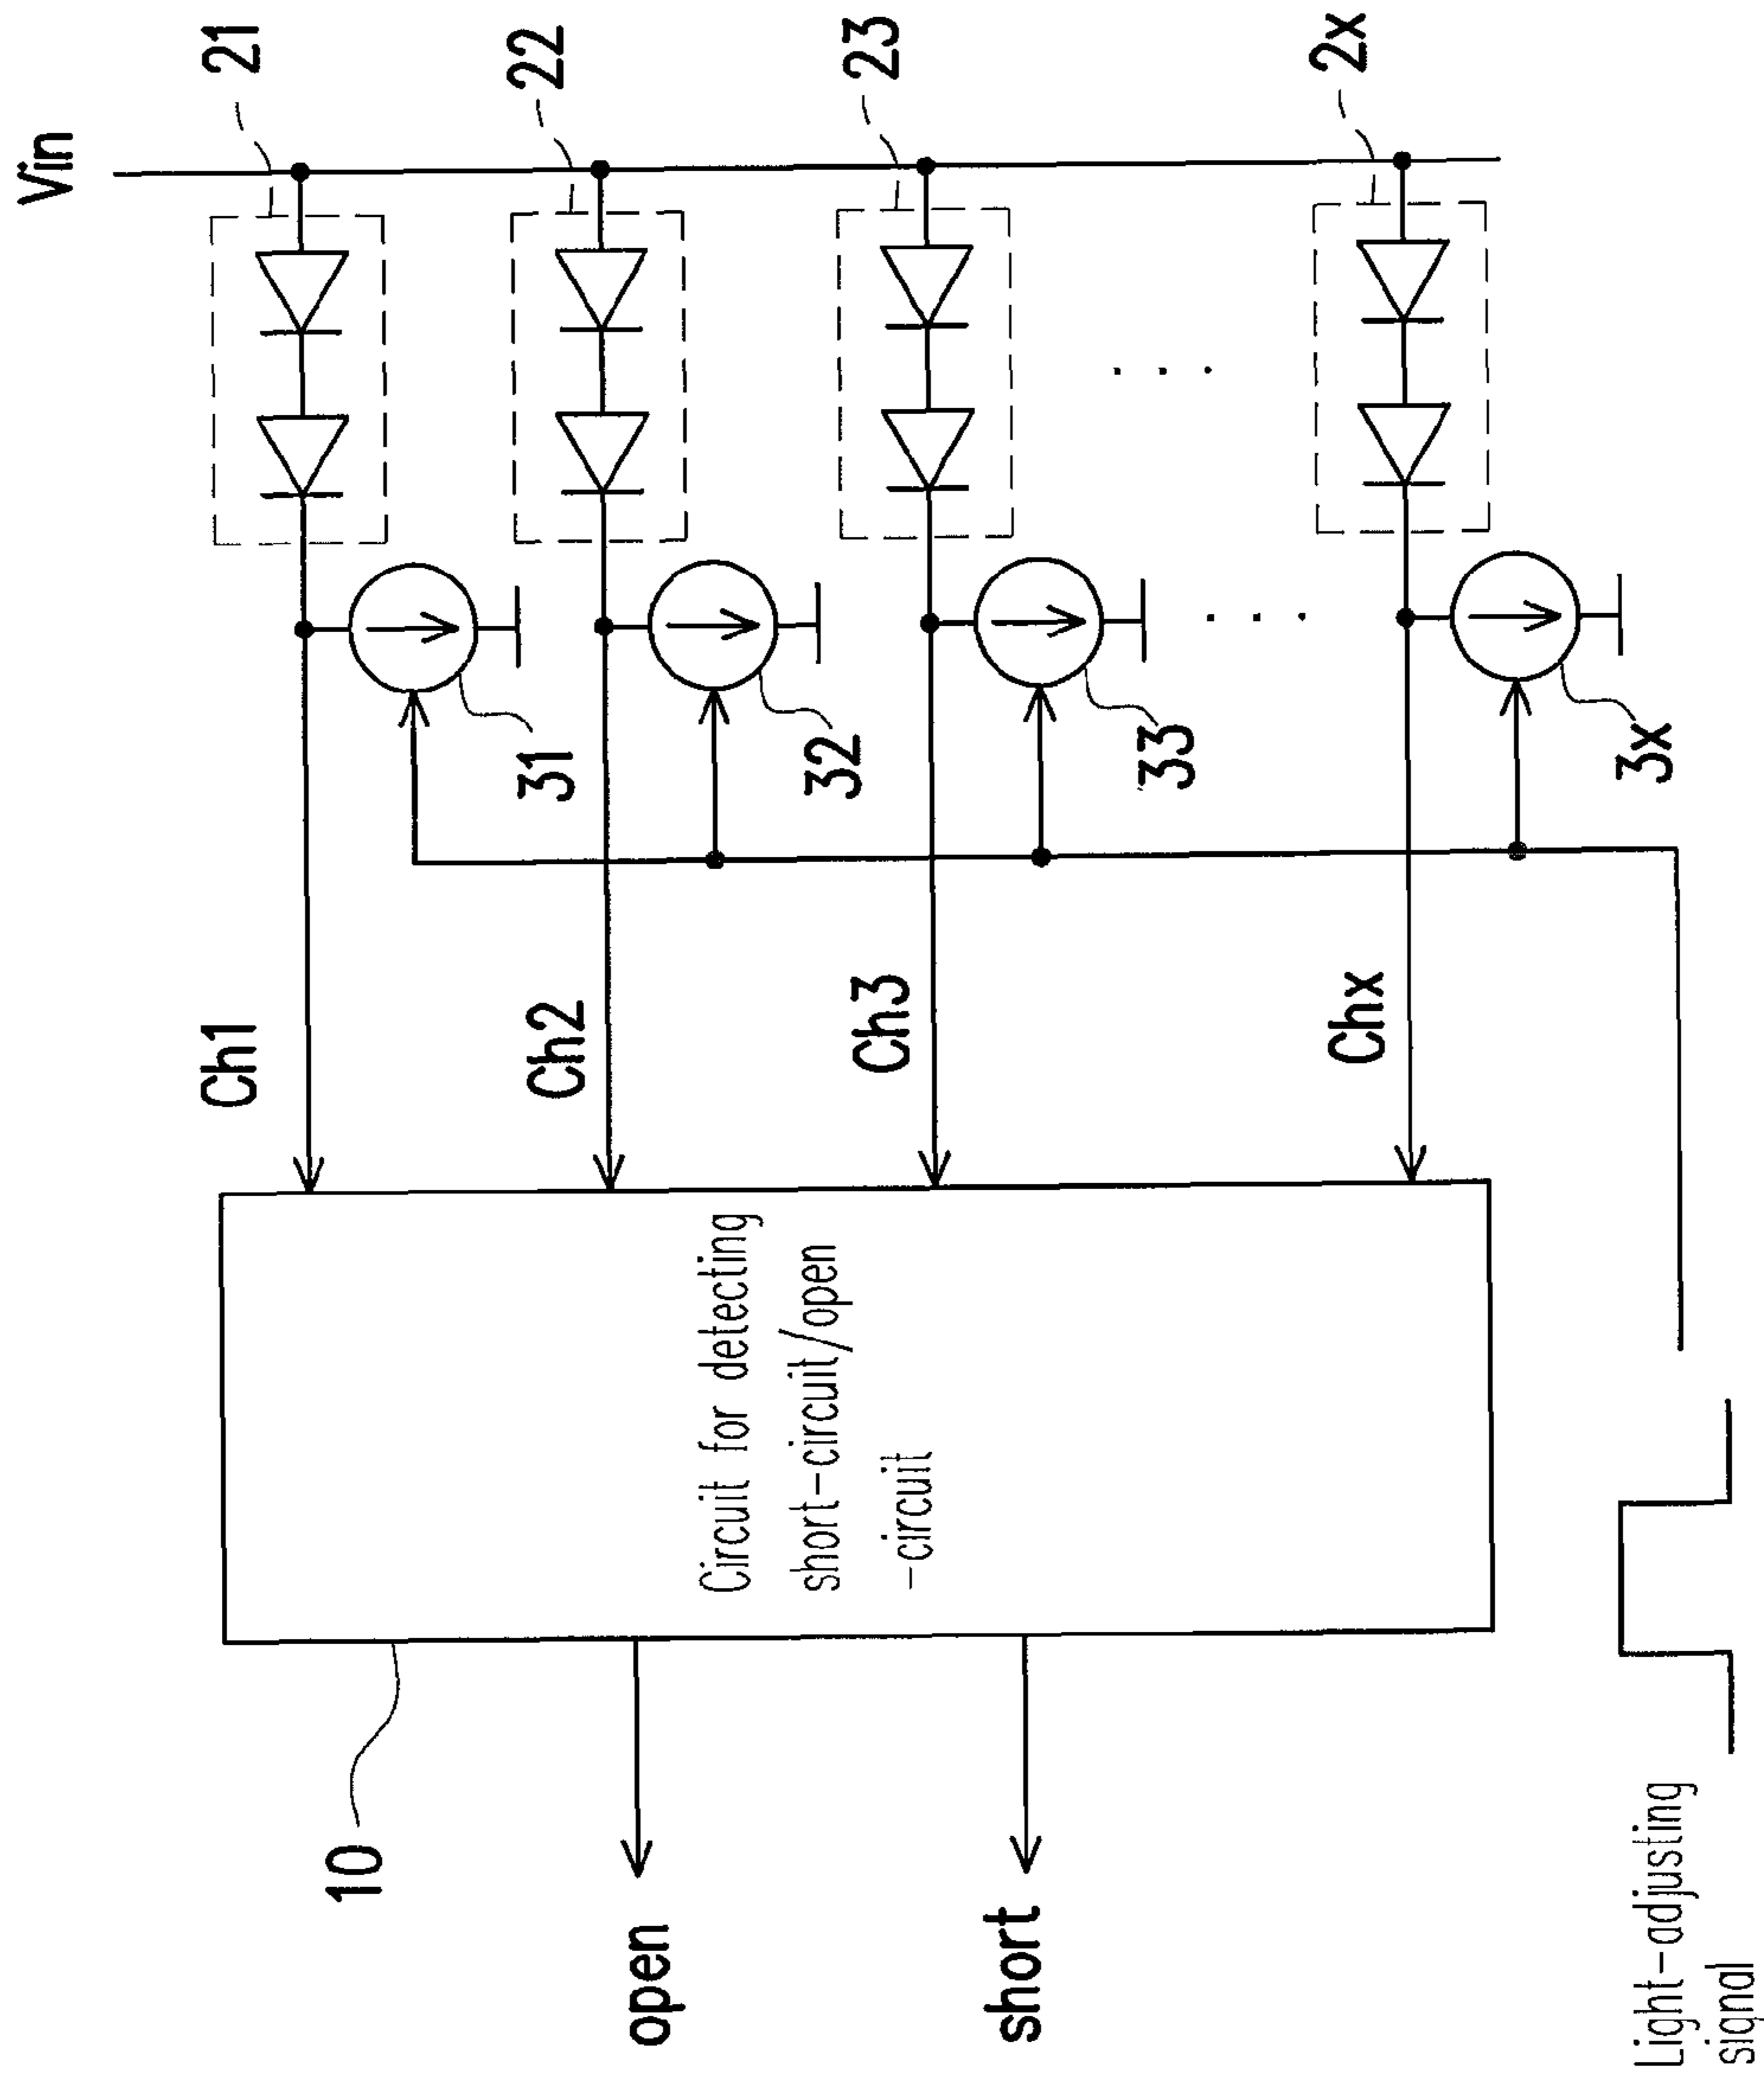 Vin
21
22
23
2x
31
32
33
3x
Ch1
Ch2
Ch3
Chx
Circuit for detecting
short-circuit/open
-circuit
10
open
short
Light-adjusting
signal